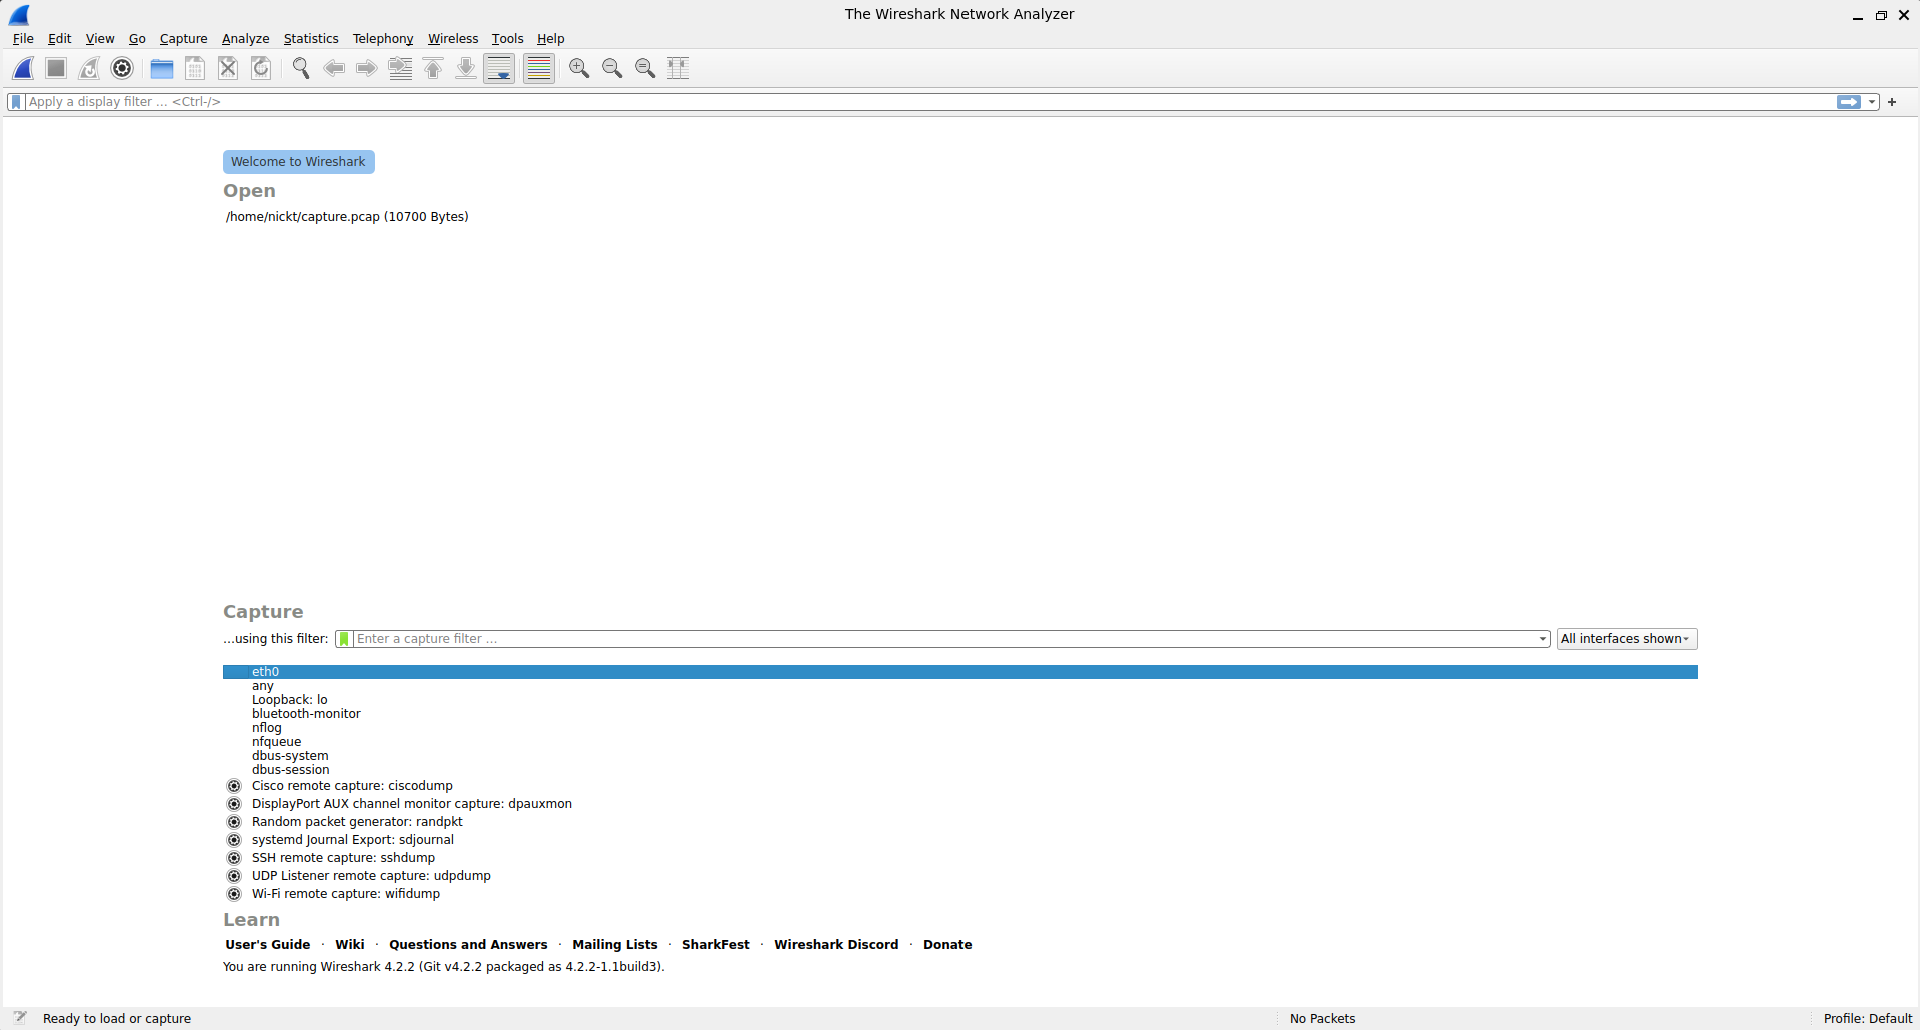 The Wireshark Network Analyzer
File Edit View Go Capture Analyze Statistics Telephony Wireless Tools Help
Apply a display filter ... <Ctrl-/>
+
Welcome to Wireshark
Open
/home/nickt/capture.pcap (10700 Bytes)
Capture
...using this filter: Enter a capture filter ... All interfaces shown
eth0
any
Loopback: lo
bluetooth-monitor
nflog
nfqueue
dbus-system
dbus-session
Cisco remote capture: ciscodump
DisplayPort AUX channel monitor capture: dpauxmon
Random packet generator: randpkt
systemd Journal Export: sdjournal
SSH remote capture: sshdump
UDP Listener remote capture: udpdump
Wi-Fi remote capture: wifidump
Learn
User's Guide · Wiki · Questions and Answers · Mailing Lists · SharkFest · Wireshark Discord · Donate
You are running Wireshark 4.2.2 (Git v4.2.2 packaged as 4.2.2-1.1build3).
Ready to load or capture No Packets Profile: Default